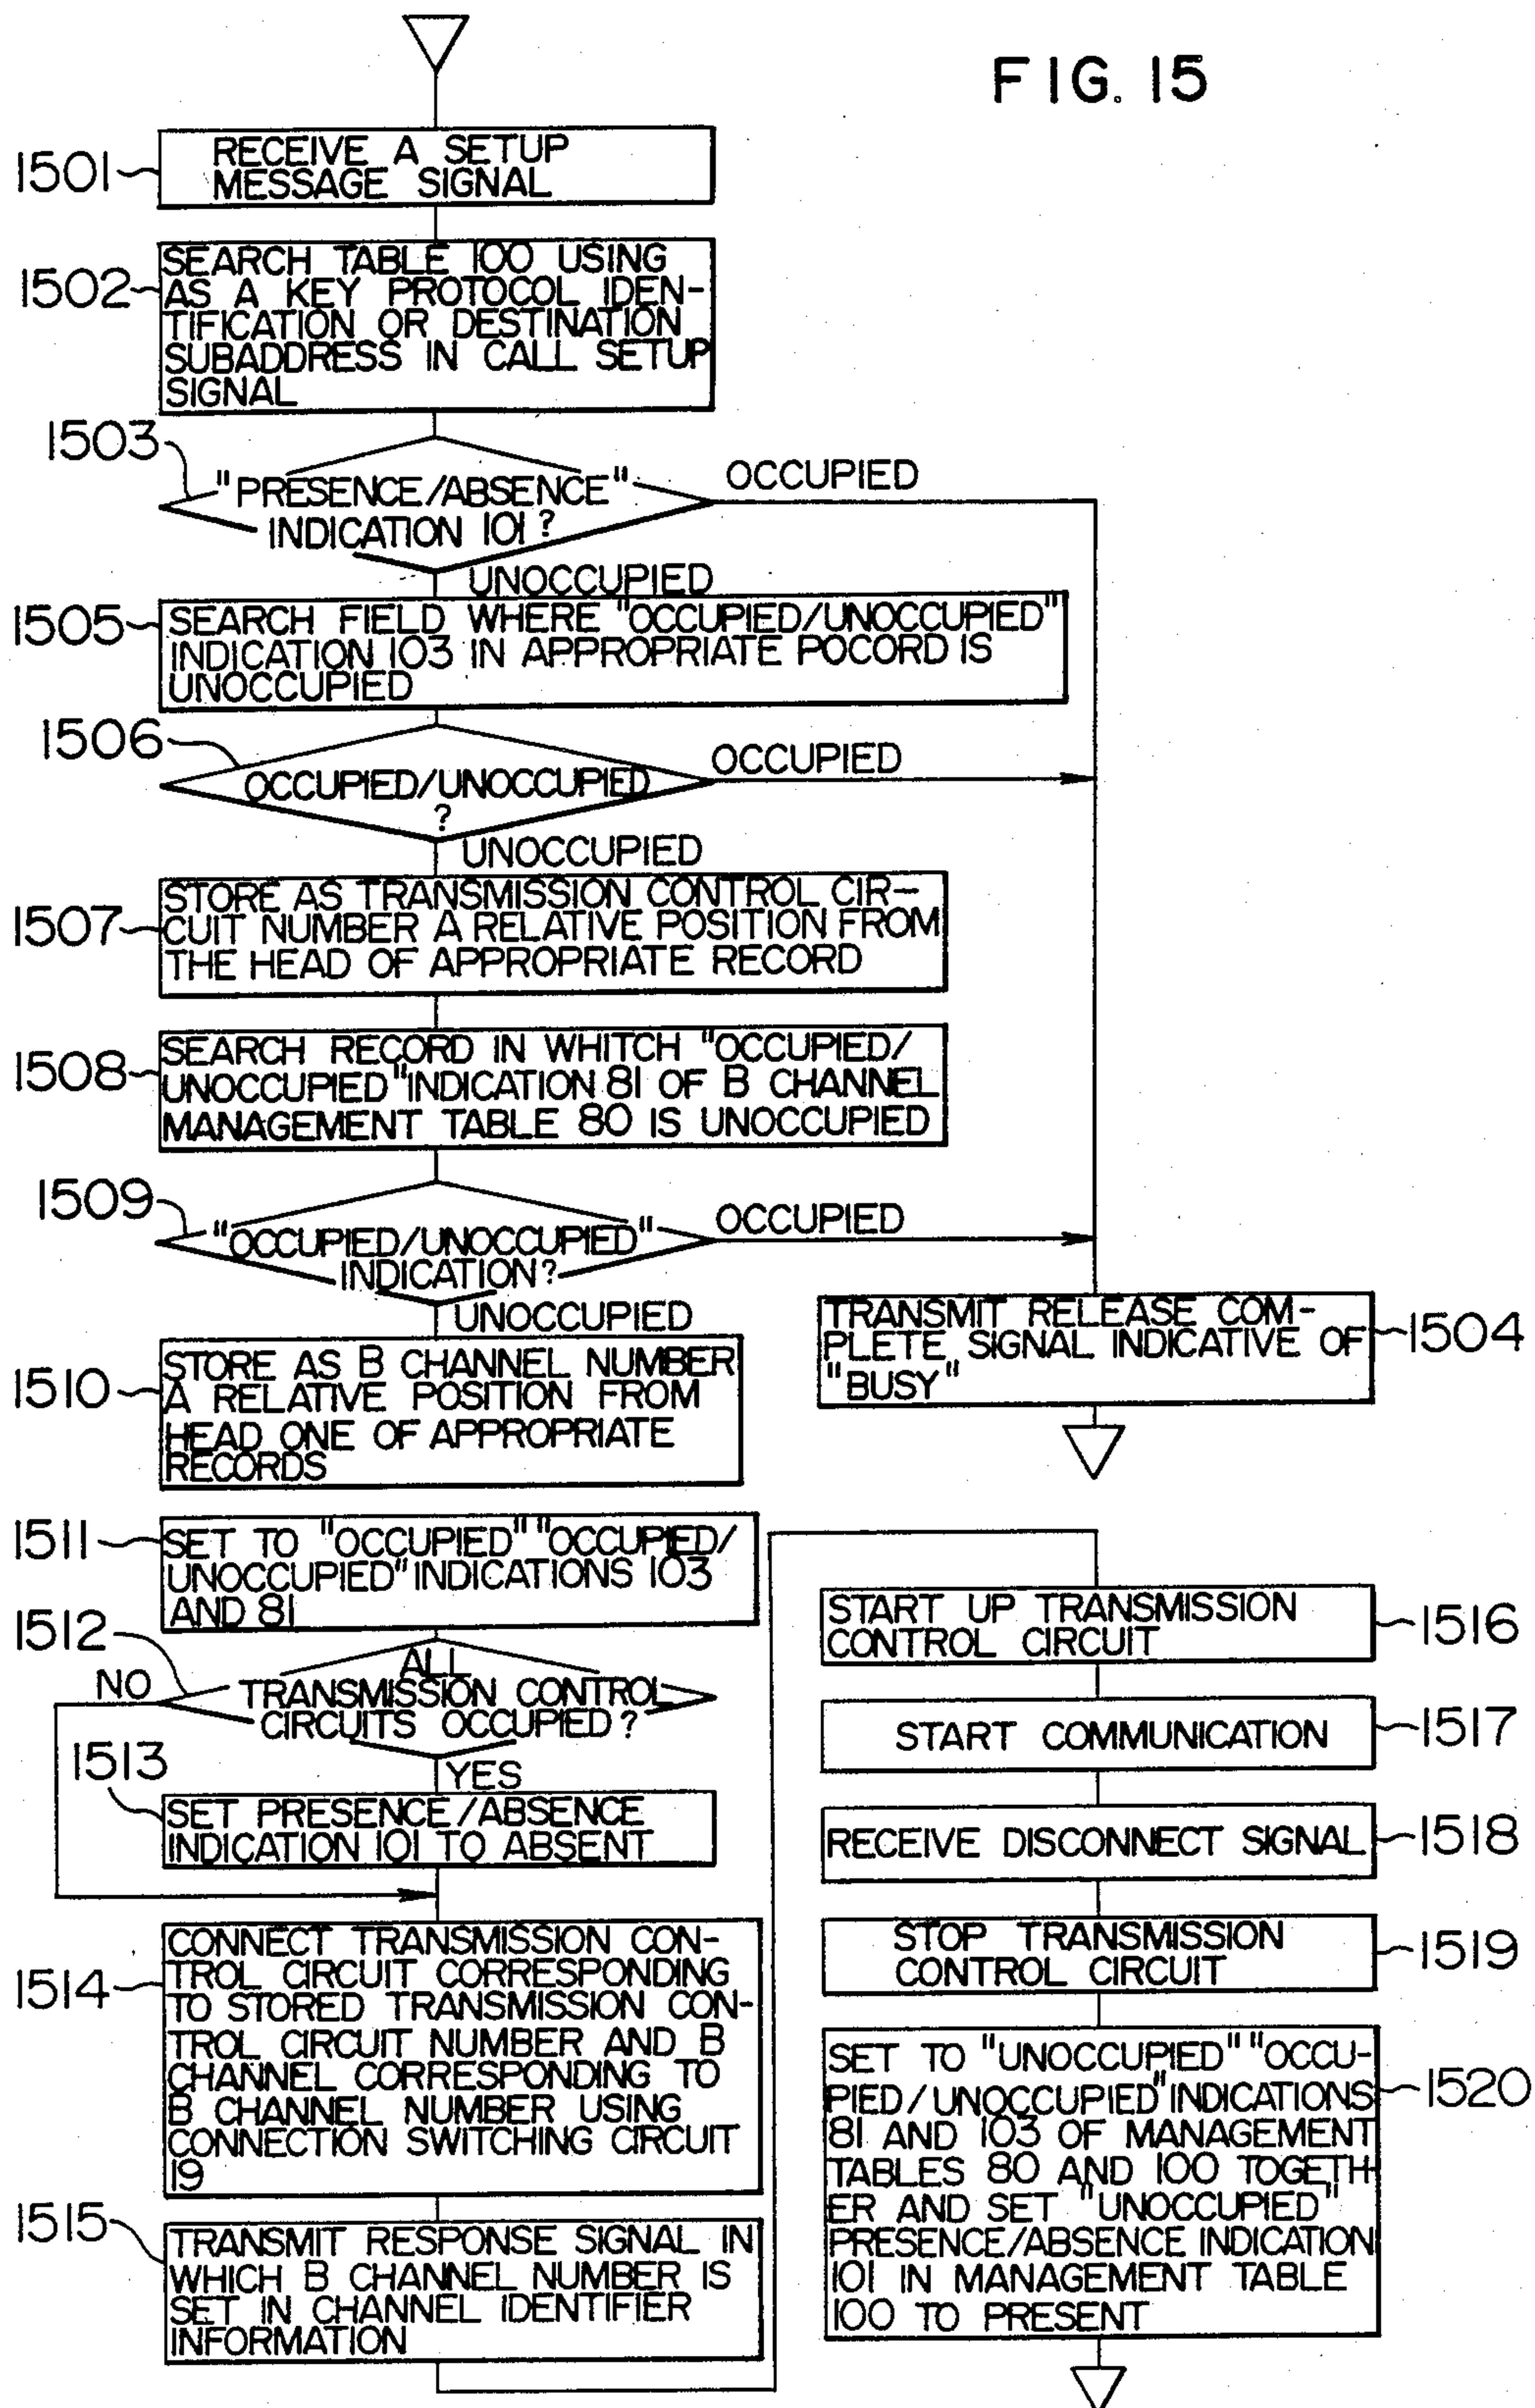 FIG. 15
1501
RECEIVE A SETUP
MESSAGE SIGNAL
1502
SEARCH TABLE 100 USING
AS A KEY PROTOCOL IDEN-
TIFICATION OR DESTINATION
SUBADDRESS IN CALL SETUP
SIGNAL
1503
"PRESENCE/ABSENCE"
INDICATION 101?
OCCUPIED
UNOCCUPIED
1505
SEARCH FIELD WHERE "OCCUPIED/UNOCCUPIED"
INDICATION 103 IN APPROPRIATE POCORD IS
UNOCCUPIED
1506
OCCUPIED/UNOCCUPIED
?
OCCUPIED
UNOCCUPIED
1507
STORE AS TRANSMISSION CONTROL CIR-
CUIT NUMBER A RELATIVE POSITION FROM
THE HEAD OF APPROPRIATE RECORD
1508
SEARCH RECORD IN WHITCH "OCCUPIED/
UNOCCUPIED" INDICATION 81 OF B CHANNEL
MANAGEMENT TABLE 80 IS UNOCCUPIED
1509
"OCCUPIED/UNOCCUPIED"
INDICATION?
OCCUPIED
UNOCCUPIED
1510
STORE AS B CHANNEL NUMBER
A RELATIVE POSITION FROM
HEAD ONE OF APPROPRIATE
RECORDS
TRANSMIT RELEASE COM-
PLETE SIGNAL INDICATIVE OF
"BUSY"
1504
1511
SET TO "OCCUPIED" "OCCUPIED/
UNOCCUPIED" INDICATIONS 103
AND 81
1512
ALL
TRANSMISSION CONTROL
CIRCUITS OCCUPIED?
NO
YES
1513
SET PRESENCE/ABSENCE
INDICATION 101 TO ABSENT
1514
CONNECT TRANSMISSION CON-
TROL CIRCUIT CORRESPONDING
TO STORED TRANSMISSION CON-
TROL CIRCUIT NUMBER AND B
CHANNEL CORRESPONDING TO
B CHANNEL NUMBER USING
CONNECTION SWITCHING CIRCUIT
19
1515
TRANSMIT RESPONSE SIGNAL IN
WHICH B CHANNEL NUMBER IS
SET IN CHANNEL IDENTIFIER
INFORMATION
START UP TRANSMISSION
CONTROL CIRCUIT
1516
START COMMUNICATION
1517
RECEIVE DISCONNECT SIGNAL
1518
STOP TRANSMISSION
CONTROL CIRCUIT
1519
SET TO "UNOCCUPIED" "OCCU-
PIED/UNOCCUPIED" INDICATIONS
81 AND 103 OF MANAGEMENT
TABLES 80 AND 100 TOGETH-
ER AND SET "UNOCCUPIED"
PRESENCE/ABSENCE INDICATION
101 IN MANAGEMENT TABLE
100 TO PRESENT
1520